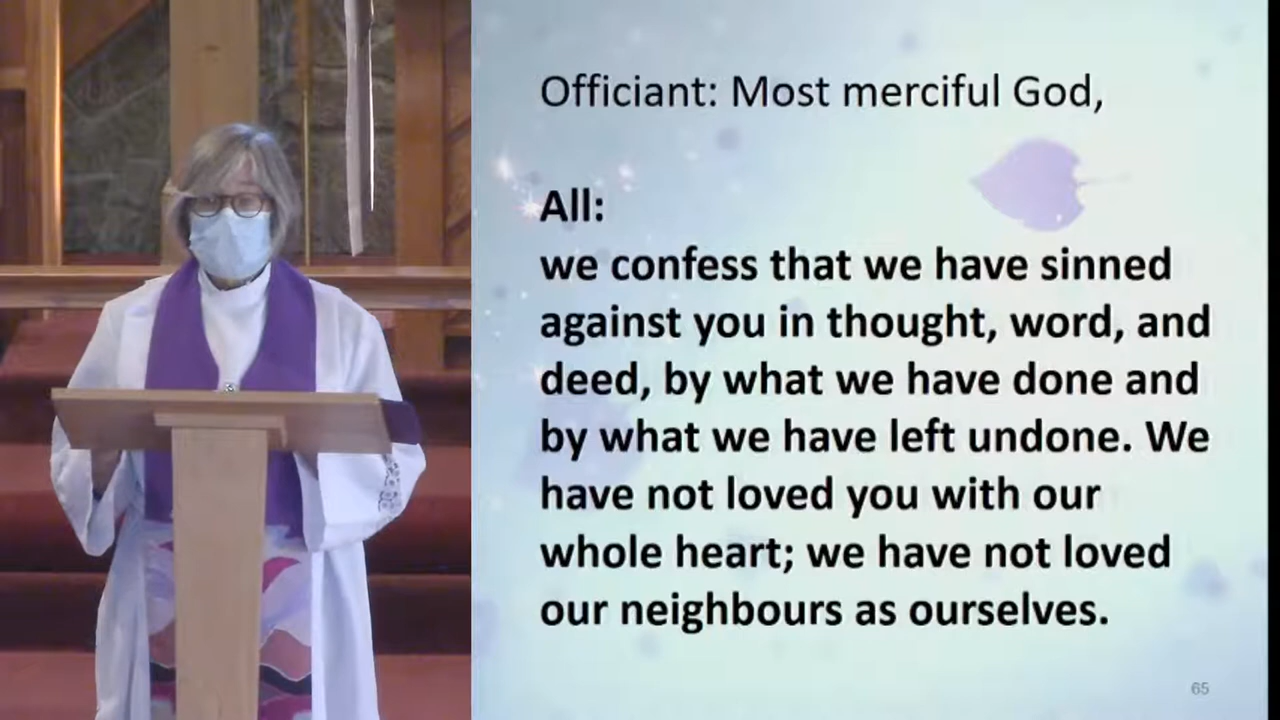 Officiant: Most merciful God,
All:
we confess that we have sinned
against you in thought, word, and
deed, by what we have done and
by what we have left undone. We
have not loved you with our
whole heart; we have not loved
our neighbours as ourselves.
65